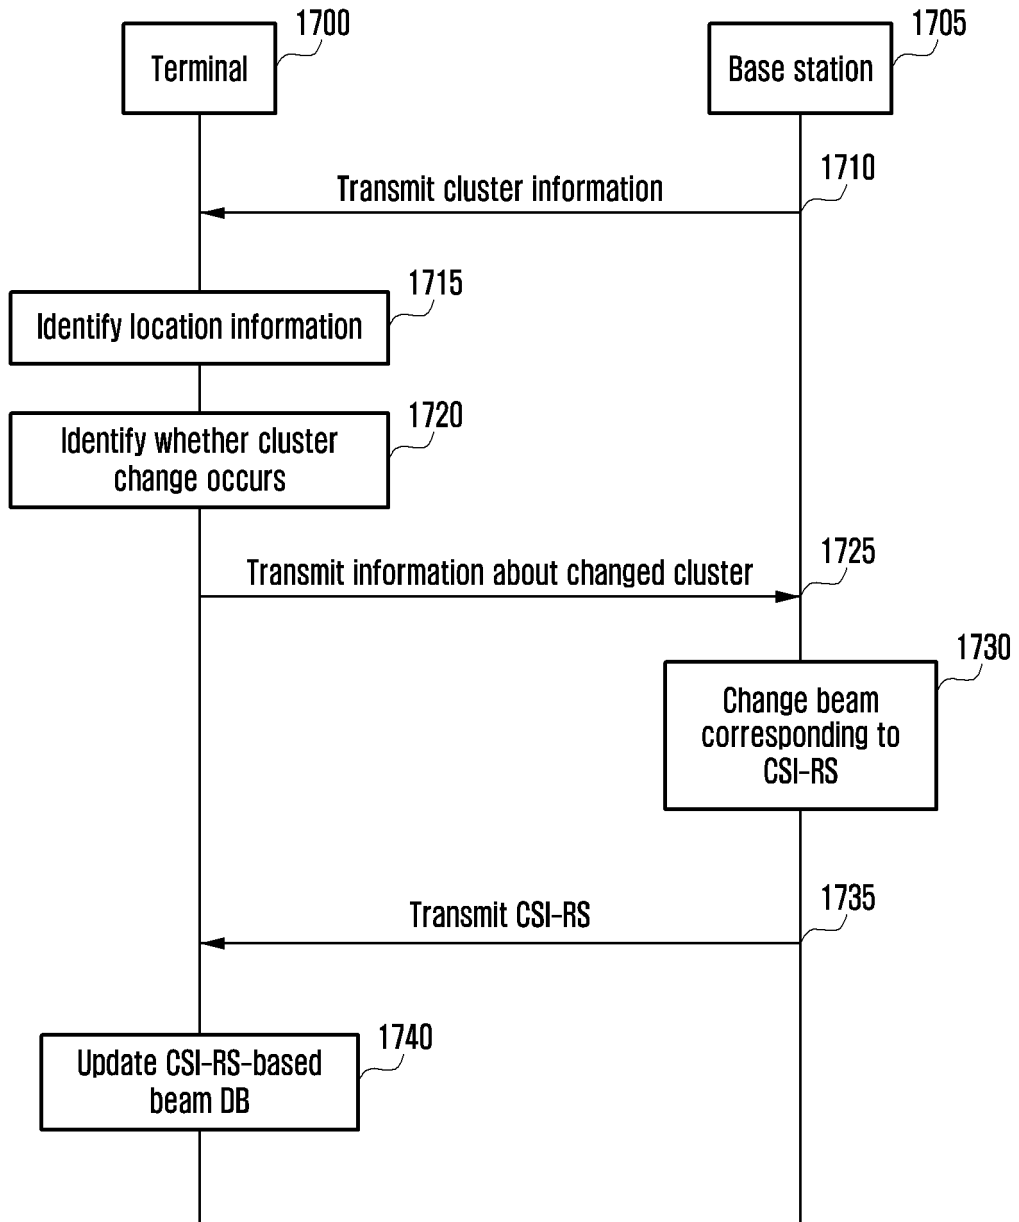 1700
Terminal
1705
Base station
1710
Transmit cluster information
1715
Identify location information
1720
Identify whether cluster
change occurs
1725
Transmit information about changed cluster
1730
Change beam
corresponding to
CSI-RS
1735
Transmit CSI-RS
1740
Update CSI-RS-based
beam DB